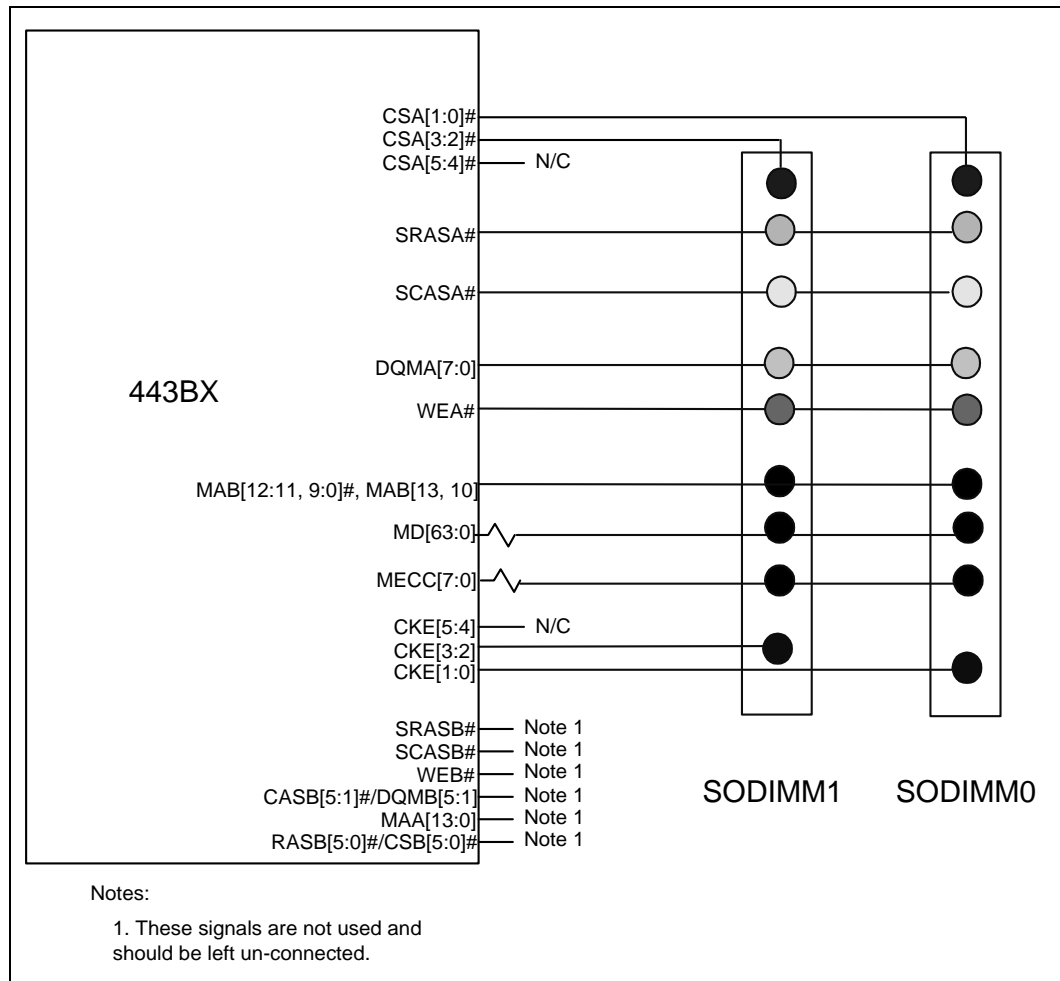 CSA[1:0]#
CSA[3:2]#
CSA[5:4]# N/C
SRASA#
SCASA#
DQMA[7:0]
443BX
WEA#
MAB[12:11, 9:0]#, MAB[13, 10]
MD[63:0]
MECC[7:0]
CKE[5:4] N/C
CKE[3:2]
CKE[1:0]
SRASB# Note 1
SCASB# Note 1
WEB# Note 1
CASB[5:1]#/DQMB[5:1] Note 1
MAA[13:0] Note 1
RASB[5:0]#/CSB[5:0]# Note 1
SODIMM1 SODIMM0
Notes:
1. These signals are not used and
should be left un-connected.